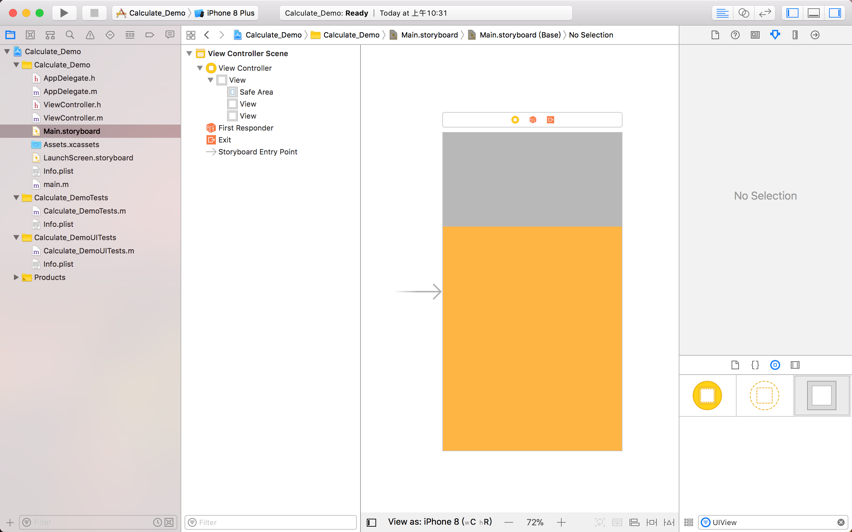 Calculate_Demo 〉 iPhone 8 Plus
Calculate_Demo: Ready | Today at 上午10:31
Calculate_Demo 〉 Calculate_Demo 〉 Main.storyboard 〉 Main.storyboard (Base) 〉 No Selection
Calculate_Demo
Calculate_Demo
AppDelegate.h
AppDelegate.m
ViewController.h
ViewController.m
Main.storyboard
Assets.xcassets
LaunchScreen.storyboard
Info.plist
main.m
Calculate_DemoTests
Calculate_DemoTests.m
Info.plist
Calculate_DemoUITests
Calculate_DemoUITests.m
Info.plist
Products
Filter
View Controller Scene
View Controller
View
Safe Area
View
View
First Responder
Exit
Storyboard Entry Point
Filter
View as: iPhone 8 (wC hR)
72%
No Selection
{}
UIView